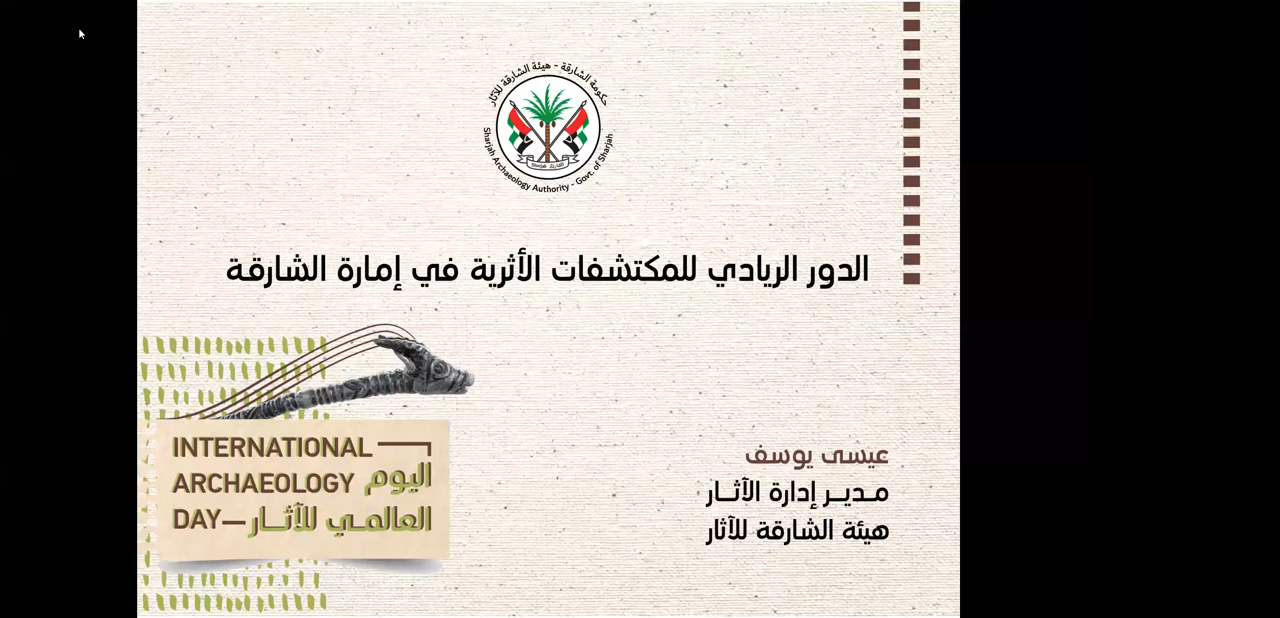 حكومة الشارقة - هيئة الشارقة للآثار
Sharjah Archaeology Authority - Govt. of Sharjah
الدور الريادي للمكتشفات الأثرية في إمارة الشارقة
INTERNATIONAL
ARCHAEOLOGY اليوم
DAY العالمي للآثار
عيسى يوسف
مدير إدارة الآثار
هيئة الشارقة للآثار